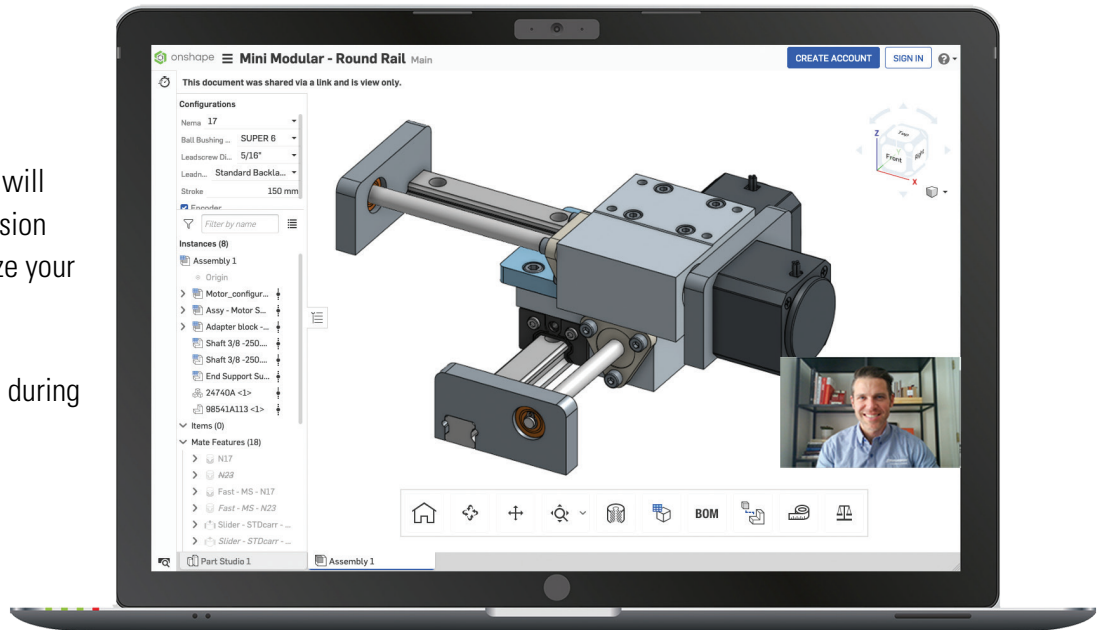 will
sion
ze your
during
onshape Mini Modular - Round Rail Main
CREATE ACCOUNT
SIGN IN
This document was shared via a link and is view only.
Configurations
Nema 17
Ball Bushing ... SUPER 6
Leadscrew Di... 5/16"
Leadn... Standard Backla...
Stroke 150 mm
Encoder
Filter by name
Instances (8)
Assembly 1
Origin
Motor_configur...
Assy - Motor S...
Adapter block -...
Shaft 3/8 -250....
Shaft 3/8 -250....
End Support Su...
24740A <1>
98541A113 <1>
Items (0)
Mate Features (18)
N17
N23
Fast - MS - N17
Fast - MS - N23
Slider - STDcarr - ...
Slider - STDcarr - ...
Z
Top
Front
Right
Y
X
BOM
Part Studio 1
Assembly 1